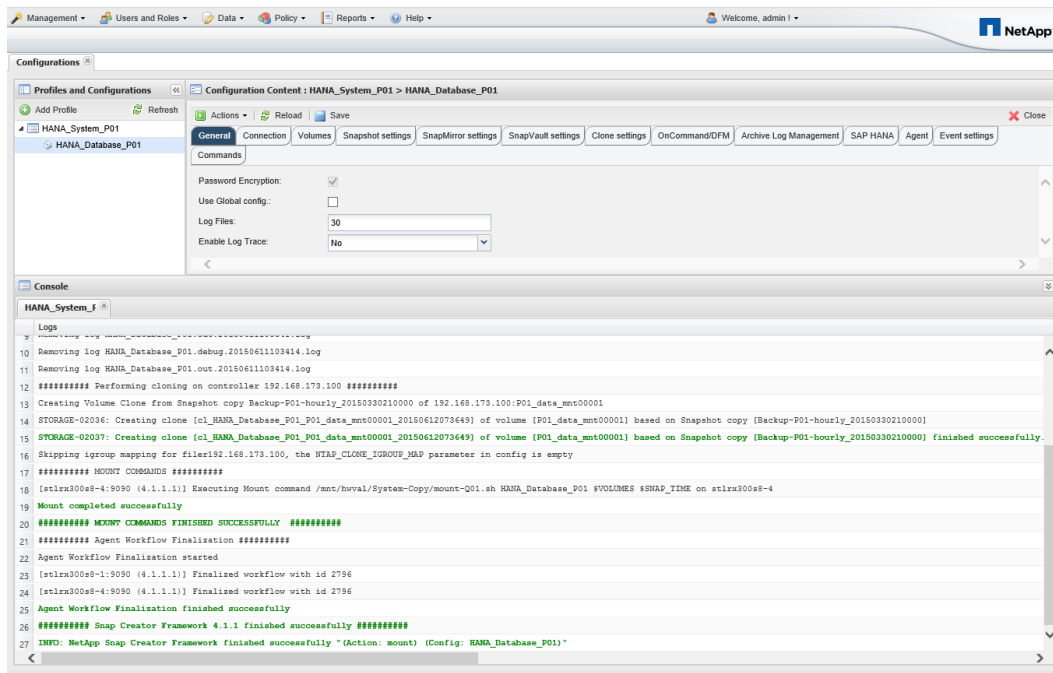 Management Users and Roles Data Policy Reports Help Welcome, admin !
NetApp
Configurations
Profiles and Configurations
Configuration Content : HANA_System_P01 > HANA_Database_P01
Add Profile Refresh
Actions Reload Save Close
HANA_System_P01
HANA_Database_P01
General Connection Volumes Snapshot settings SnapMirror settings SnapVault settings Clone settings OnCommand/DFM Archive Log Management SAP HANA Agent Event settings
Commands
Password Encryption:
Use Global config.:
Log Files: 30
Enable Log Trace: No
Console
HANA_System_F
Logs
9 Removing log
10 Removing log HANA_Database_P01.debug.20150611103414.log
11 Removing log HANA_Database_P01.out.20150611103414.log
12 ########## Performing cloning on controller 192.168.173.100 ##########
13 Creating Volume Clone from Snapshot copy Backup-P01-hourly_20150330210000 of 192.168.173.100:P01_data_mnt00001
14 STORAGE-02036: Creating clone [cl_HANA_Database_P01_P01_data_mnt00001_20150612073649] of volume [P01_data_mnt00001] based on Snapshot copy [Backup-P01-hourly_20150330210000]
15 STORAGE-02037: Creating clone [cl_HANA_Database_P01_P01_data_mnt00001_20150612073649] of volume [P01_data_mnt00001] based on Snapshot copy [Backup-P01-hourly_20150330210000] finished successfully.
16 Skipping igroup mapping for filer192.168.173.100, the NTAP_CLONE_IGROUP_MAP parameter in config is empty
17 ########## MOUNT COMMANDS ##########
18 [stlrx300s8-4:9090 (4.1.1.1)] Executing Mount command /mnt/hwval/System-Copy/mount-Q01.sh HANA_Database_P01 $VOLUMES $SNAP_TIME on stlrx300s8-4
19 Mount completed successfully
20 ########## MOUNT COMMANDS FINISHED SUCCESSFULLY ##########
21 ########## Agent Workflow Finalization ##########
22 Agent Workflow Finalization started
23 [stlrx300s8-1:9090 (4.1.1.1)] Finalized workflow with id 2796
24 [stlrx300s8-4:9090 (4.1.1.1)] Finalized workflow with id 2796
25 Agent Workflow Finalization finished successfully
26 ########## Snap Creator Framework 4.1.1 finished successfully ##########
27 INFO: NetApp Snap Creator Framework finished successfully "(Action: mount) (Config: HANA_Database_P01)"